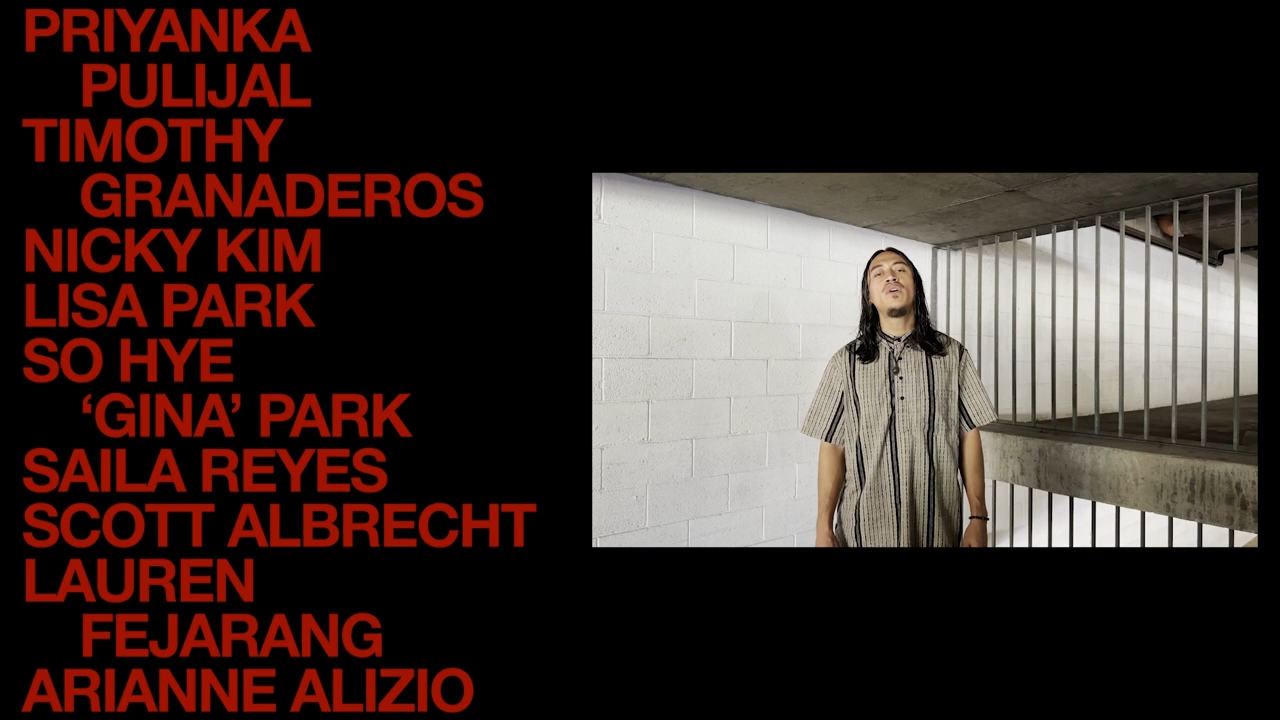 PRIYANKA
PULIJAL
TIMOTHY
GRANADEROS
NICKY KIM
LISA PARK
SO HYE
‘GINA’ PARK
SAILA REYES
SCOTT ALBRECHT
LAUREN
FEJARANG
ARIANNE ALIZIO